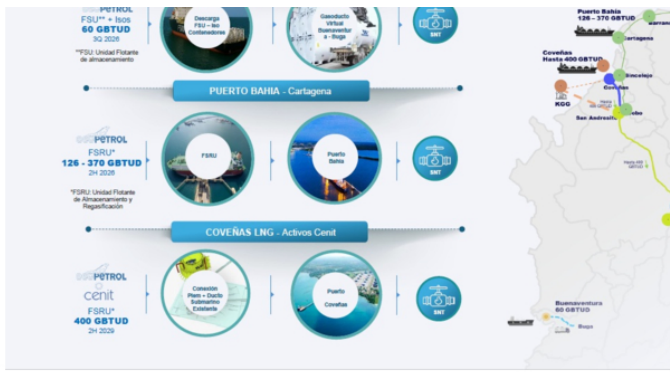 PETROL
FSU** + Isos
60 GBTUD
3Q 2026
**FSU: Unidad Flotante
de almacenamiento
Descarga
FSU – Iso
Contenedores
Gasoducto
Virtual
Buenaventur
a - Buga
SNT
PUERTO BAHIA - Cartagena
PETROL
FSRU*
126 - 370 GBTUD
2H 2026
*FSRU: Unidad Flotante
de Almacenamiento y
Regasificación
FSRU
Puerto
Bahía
SNT
COVEÑAS LNG - Activos Cenit
PETROL
cenit
FSRU*
400 GBTUD
2H 2029
Conexión
Plem + Ducto
Submarino
Existente
Puerto
Coveñas
SNT
Puerto Bahía
126 – 370 GBTUD
Cartagena
Coveñas
Hasta 400 GBTUD
Sincelejo
Coveñas
KGG
San Andresito
Buenaventura
60 GBTUD
Buga